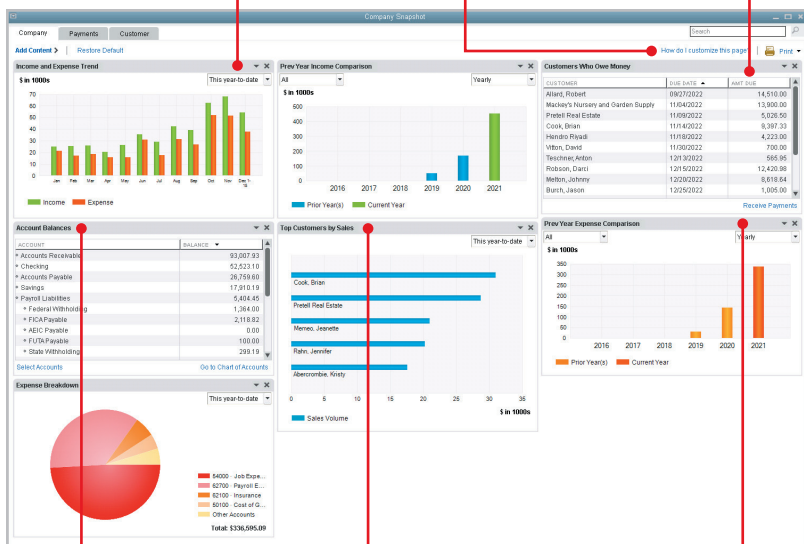 Company Snapshot
Company Payments Customer
Search
Add Content > Restore Default
How do I customize this page? Print
Income and Expense Trend
$ in 1000s This year-to-date
70
60
50
40
30
20
10
0
Jan Feb Mar Apr May Jun Jul Aug Sep Oct Nov Dec 1-
15
Income Expense
Prev Year Income Comparison
All Yearly
$ in 1000s
500
400
300
200
100
0
2016 2017 2018 2019 2020 2021
Prior Year(s) Current Year
Customers Who Owe Money
CUSTOMER DUE DATE AMT DUE
Allard, Robert 09/27/2022 14,510.00
Mackey's Nursery and Garden Supply 11/04/2022 13,900.00
Pretell Real Estate 11/09/2022 5,026.50
Cook, Brian 11/14/2022 8,397.33
Hendro Riyadi 11/18/2022 4,223.00
Vitton, David 11/30/2022 700.00
Teschner, Anton 12/13/2022 565.95
Robson, Darci 12/15/2022 12,420.98
Melton, Johnny 12/20/2022 8,618.64
Burch, Jason 12/25/2022 1,005.00
Receive Payments
Account Balances
ACCOUNT BALANCE
Accounts Receivable 93,007.93
Checking 52,523.10
Accounts Payable 26,759.60
Savings 17,910.19
Payroll Liabilities 5,404.45
Federal Withholding 1,364.00
FICA Payable 2,118.82
AEIC Payable 0.00
FUTA Payable 100.00
State Withholding 299.19
Select Accounts Go to Chart of Accounts
Top Customers by Sales
This year-to-date
Cook, Brian
Pretell Real Estate
Memeo, Jeanette
Rahn, Jennifer
Abercrombie, Kristy
0 5 10 15 20 25 30 35
$ in 1000s
Sales Volume
Prev Year Expense Comparison
All Yearly
$ in 1000s
350
300
250
200
150
100
50
0
2016 2017 2018 2019 2020 2021
Prior Year(s) Current Year
Expense Breakdown
This year-to-date
54000 · Job Expe...
62700 · Payroll E...
62100 · Insurance
50100 · Cost of G...
Other Accounts
Total: $336,595.09